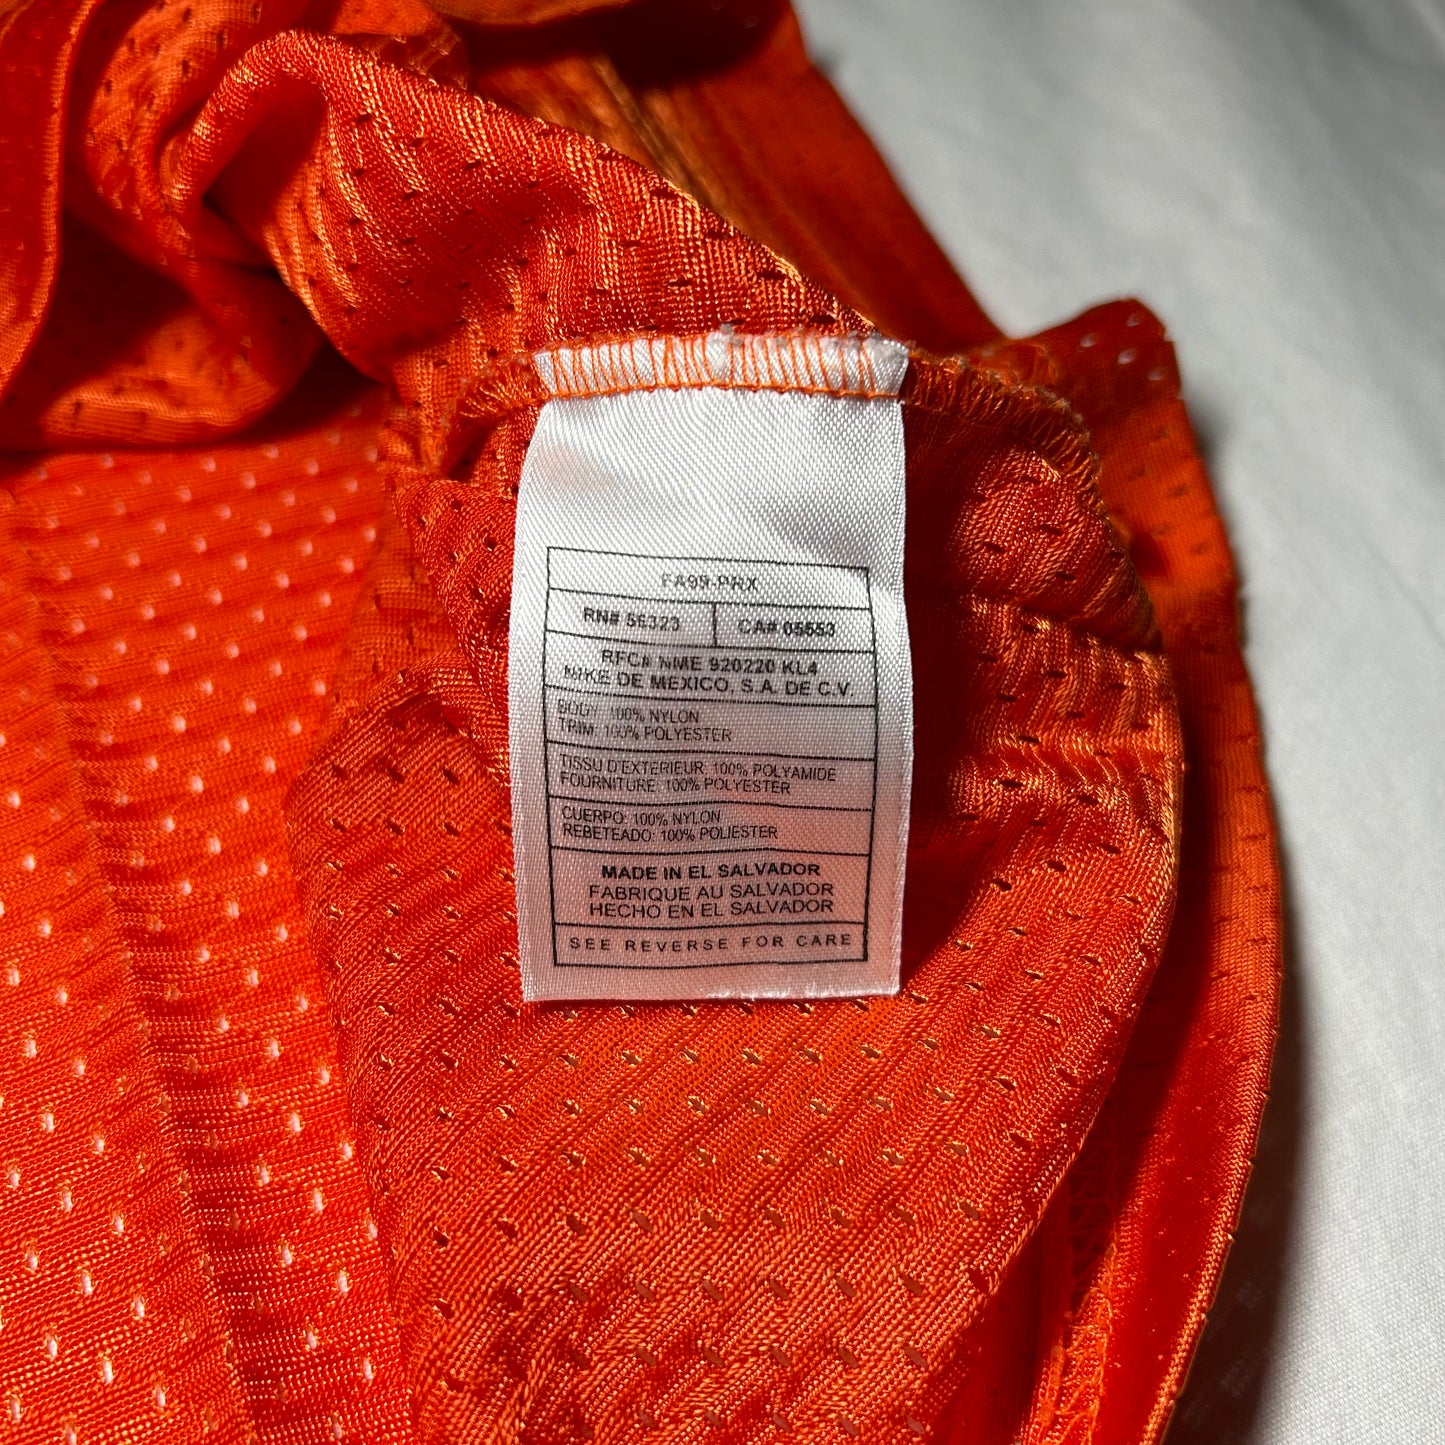 FA99-PRX
RN# 56323 CA# 05553
RFC# NME 920220 KL4
NIKE DE MEXICO, S.A. DE C.V.
BODY: 100% NYLON
TRIM: 100% POLYESTER
TISSU D'EXTERIEUR: 100% POLYAMIDE
FOURNITURE: 100% POLYESTER
CUERPO: 100% NYLON
REBETEADO: 100% POLIESTER
MADE IN EL SALVADOR
FABRIQUE AU SALVADOR
HECHO EN EL SALVADOR
SEE REVERSE FOR CARE